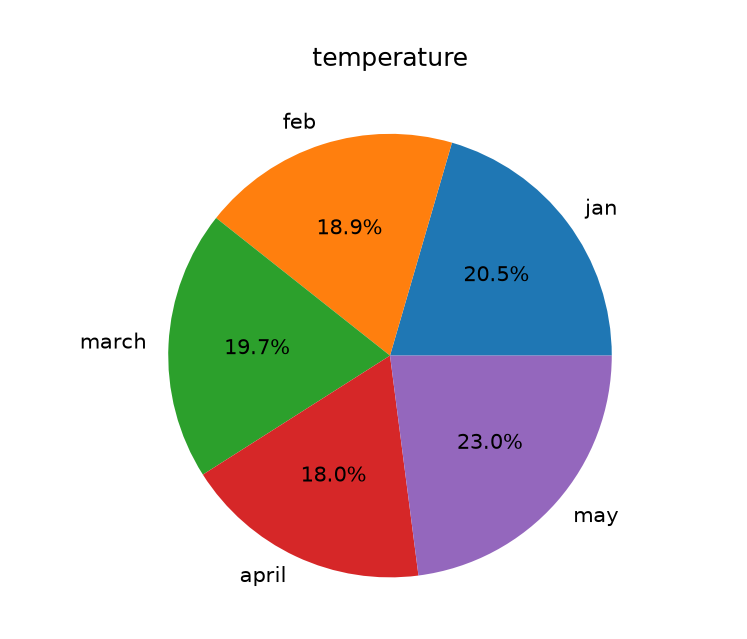 temperature
feb
jan
18.9%
20.5%
march
19.7%
23.0%
18.0%
may
april